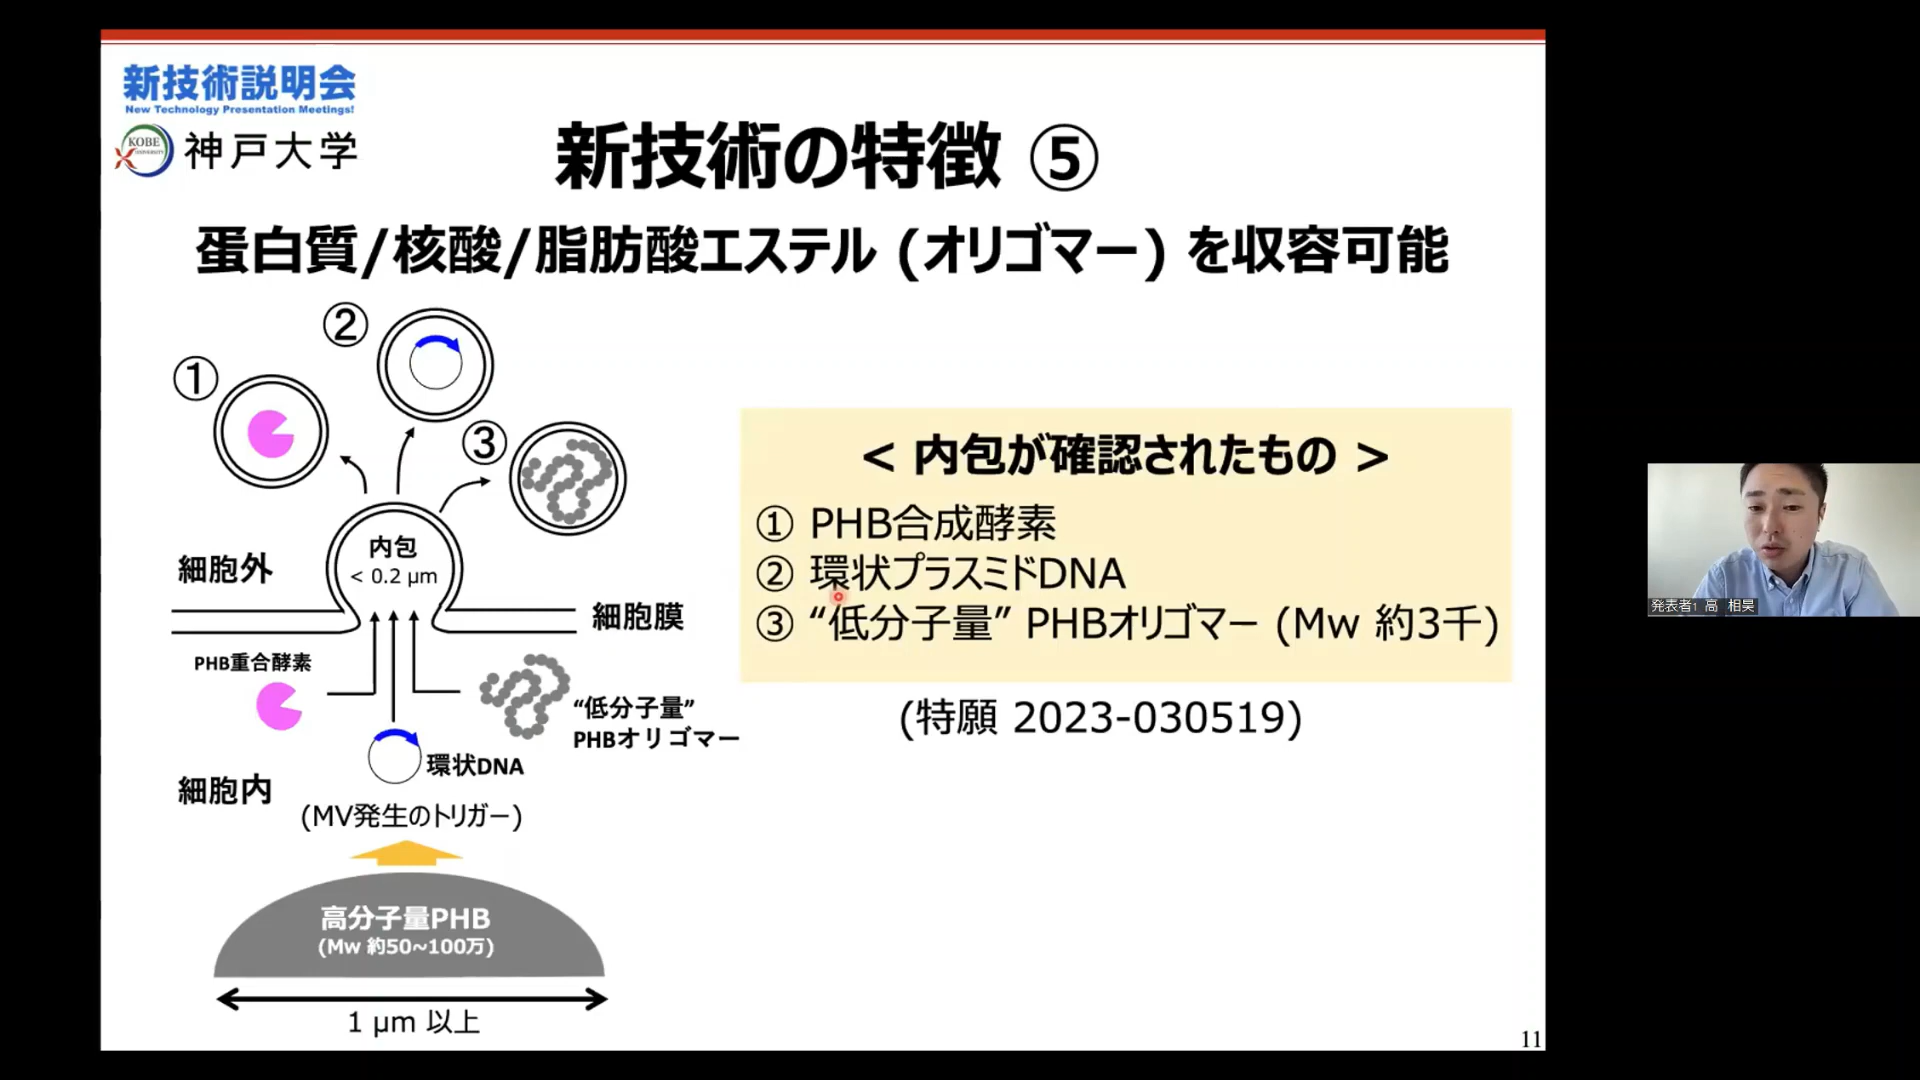 新技術説明会
New Technology Presentation Meetings!
KOBE
UNIVERSITY
神戸大学
新技術の特徴 ⑤
蛋白質/核酸/脂肪酸エステル (オリゴマー) を収容可能
②
①
③
内包
< 0.2 μm
細胞外
細胞膜
PHB重合酵素
“低分子量”
PHBオリゴマー
環状DNA
細胞内
(MV発生のトリガー)
高分子量PHB
(Mw 約50~100万)
1 μm 以上
< 内包が確認されたもの >
① PHB合成酵素
② 環状プラスミドDNA
③ “低分子量” PHBオリゴマー (Mw 約3千)
(特願 2023-030519)
11
発表者1 高 相昊